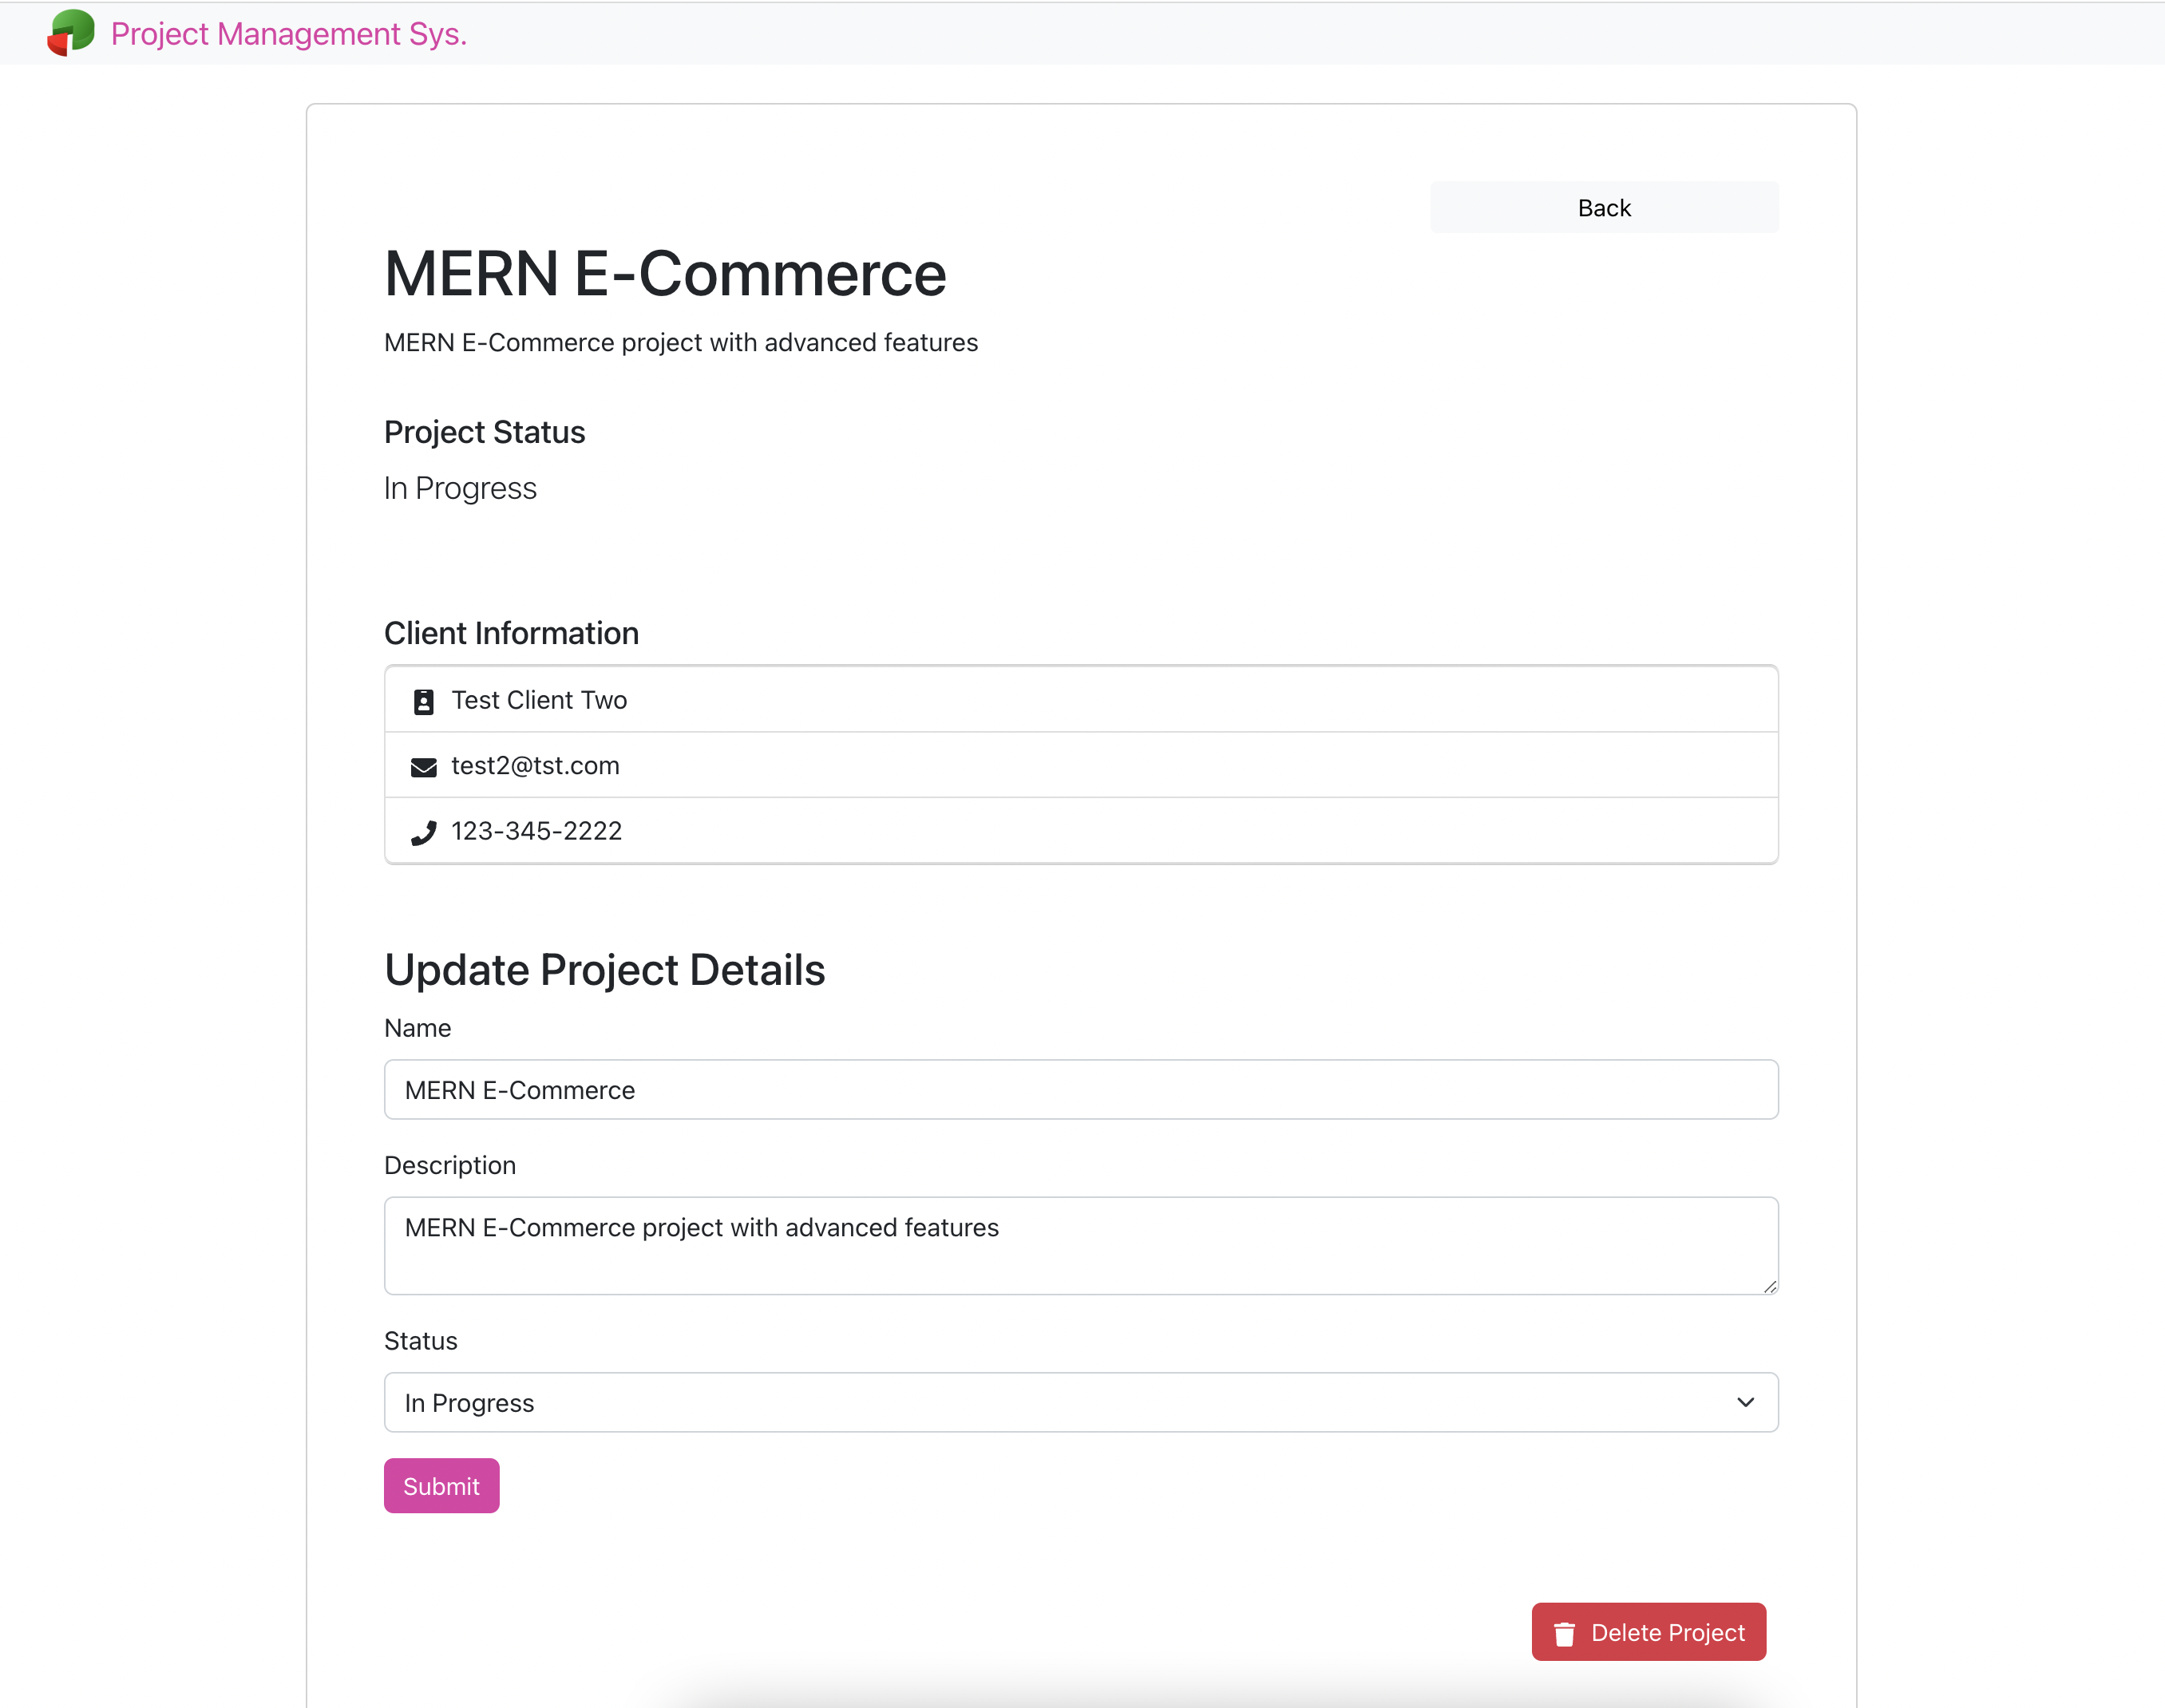 Project Management Sys.
Back
MERN E-Commerce
MERN E-Commerce project with advanced features
Project Status
In Progress
Client Information
Test Client Two
test2@tst.com
123-345-2222
Update Project Details
Name
MERN E-Commerce
Description
MERN E-Commerce project with advanced features
Status
In Progress
Submit
Delete Project